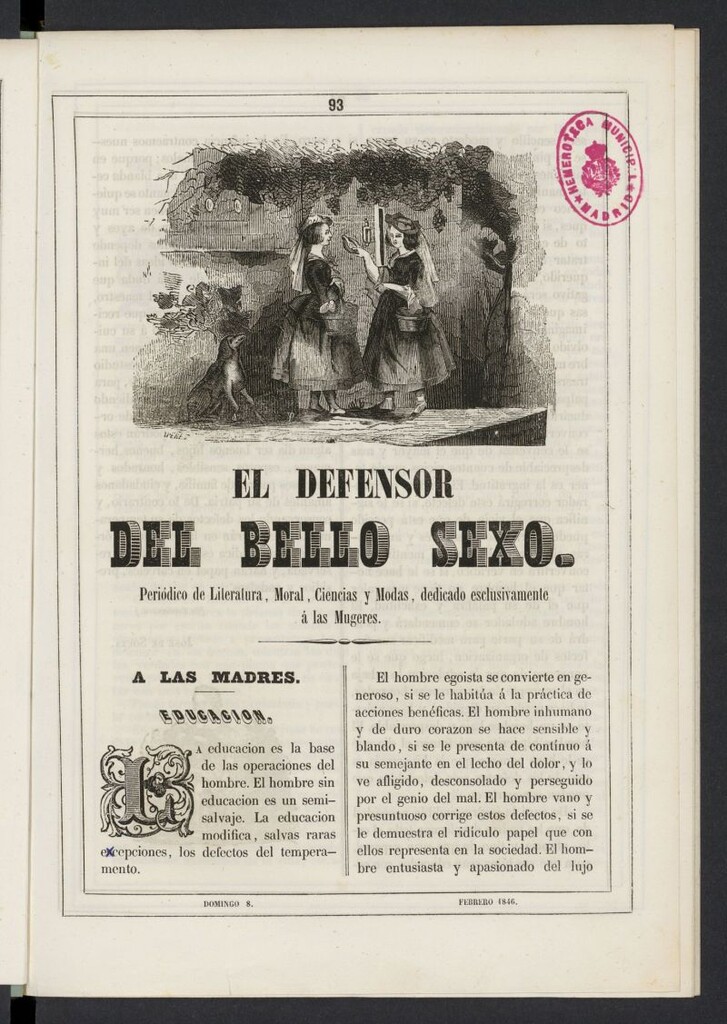 93
HEMEROTECA MUNICIPAL
MADRID
EL DEFENSOR
DEL BELLO SEXO.
Periódico de Literatura, Moral, Ciencias y Modas, dedicado esclusivamente
á las Mugeres.
A LAS MADRES.
EDUCACION.
LA educacion es la base
de las operaciones del
hombre. El hombre sin
educacion es un semi-
salvaje. La educacion
modifica, salvas raras
excepciones, los defectos del tempera-
mento.
El hombre egoista se convierte en ge-
neroso, si se le habitúa á la práctica de
acciones benéficas. El hombre inhumano
y de duro corazon se hace sensible y
blando, si se le presenta de contínuo á
su semejante en el lecho del dolor, y lo
ve afligido, desconsolado y perseguido
por el genio del mal. El hombre vano y
presuntuoso corrige estos defectos, si se
le demuestra el ridículo papel que con
ellos representa en la sociedad. El hom-
bre entusiasta y apasionado del lujo
DOMINGO 8.
FEBRERO 1846.